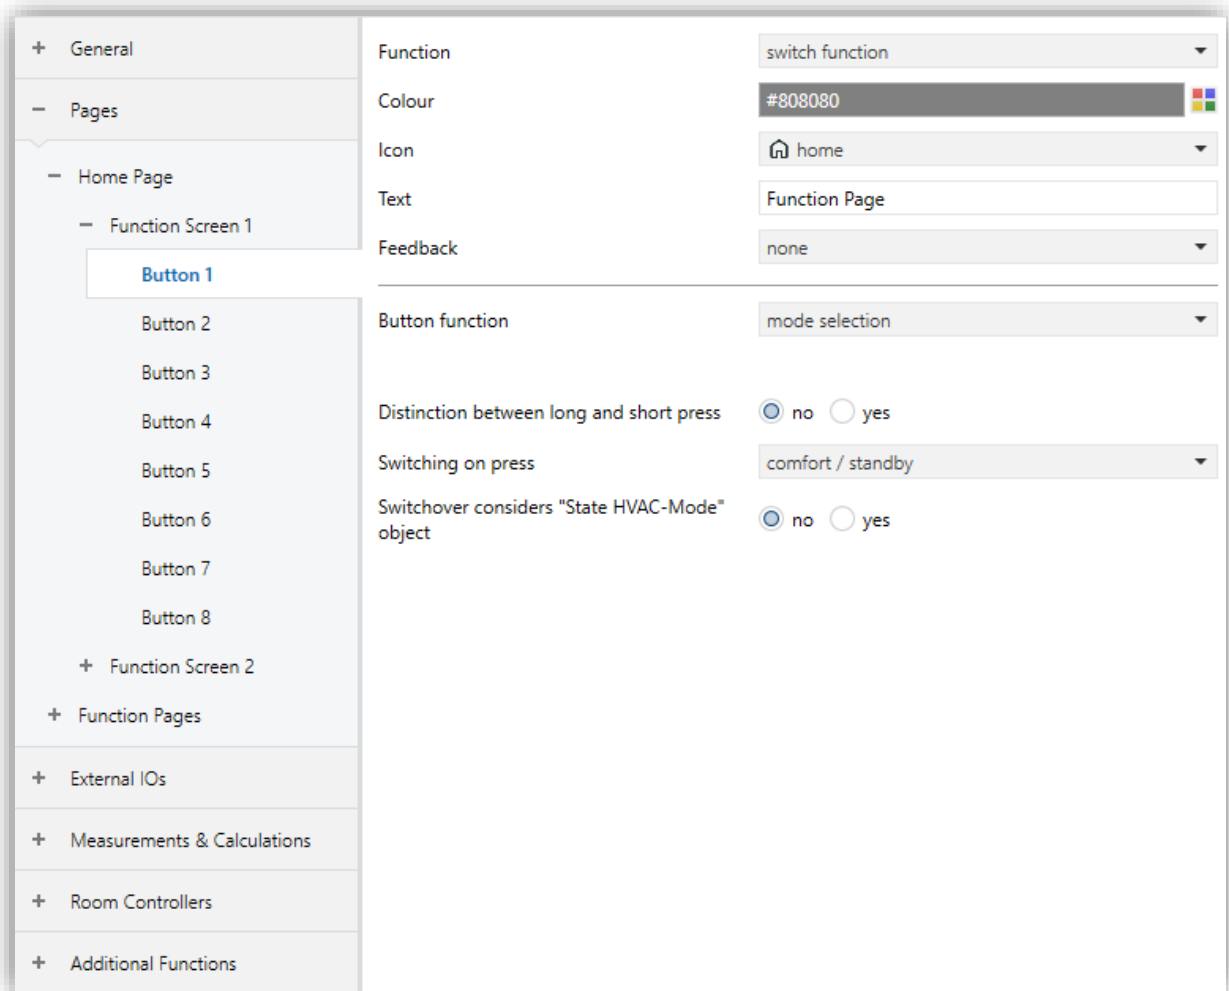 General
Pages
Home Page
Function Screen 1
Button 1
Button 2
Button 3
Button 4
Button 5
Button 6
Button 7
Button 8
Function Screen 2
Function Pages
External IOs
Measurements & Calculations
Room Controllers
Additional Functions
Function switch function
Colour #808080
Icon home
Text Function Page
Feedback none
Button function mode selection
Distinction between long and short press no yes
Switching on press comfort / standby
Switchover considers "State HVAC-Mode"
object no yes